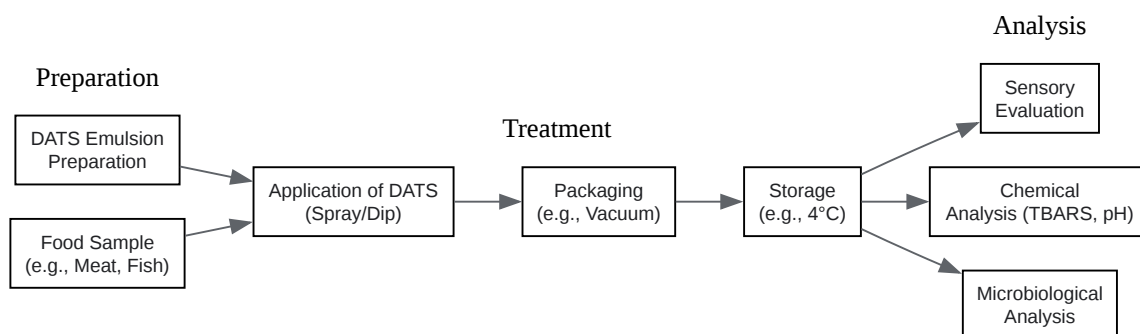 Preparation
DATS Emulsion
Preparation
Food Sample
(e.g., Meat, Fish)
Treatment
Application of DATS
(Spray/Dip)
Packaging
(e.g., Vacuum)
Storage
(e.g., 4°C)
Analysis
Sensory
Evaluation
Chemical
Analysis (TBARS, pH)
Microbiological
Analysis